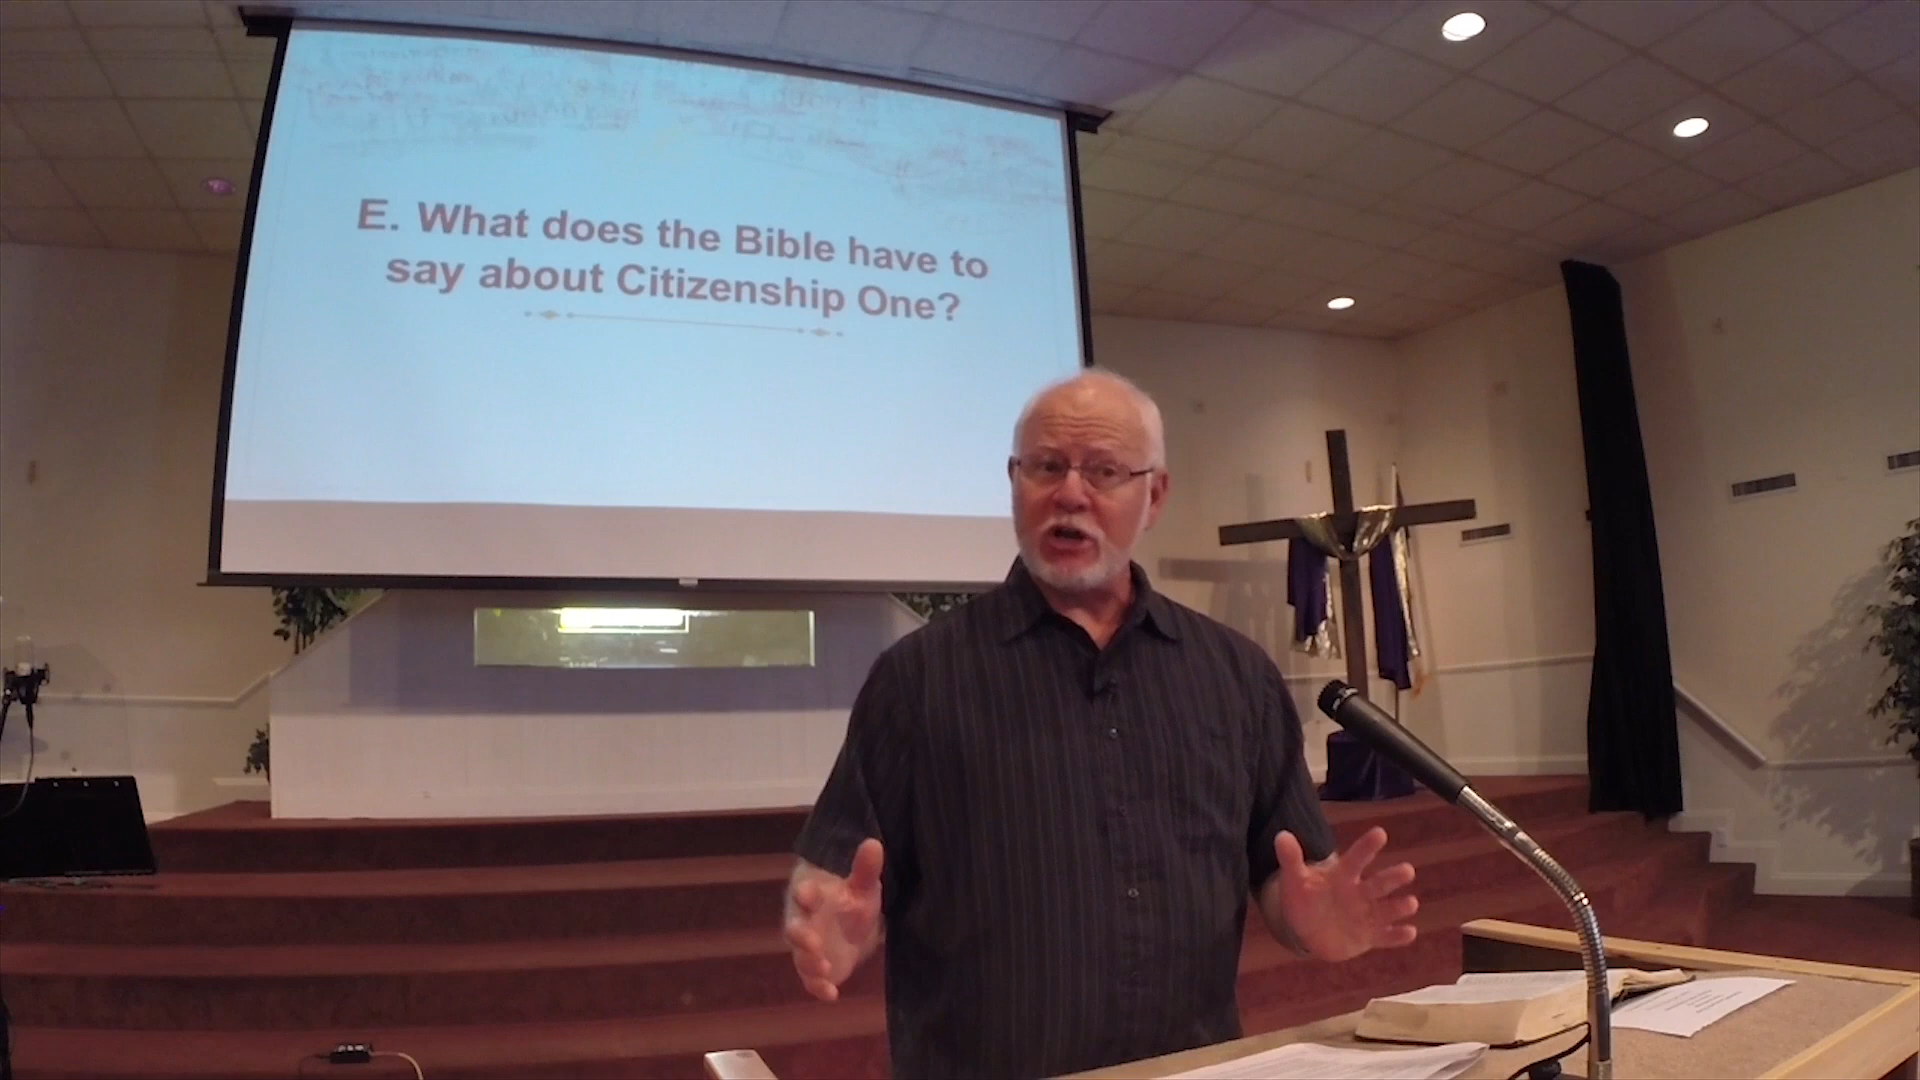 E. What does the Bible have to
say about Citizenship One?